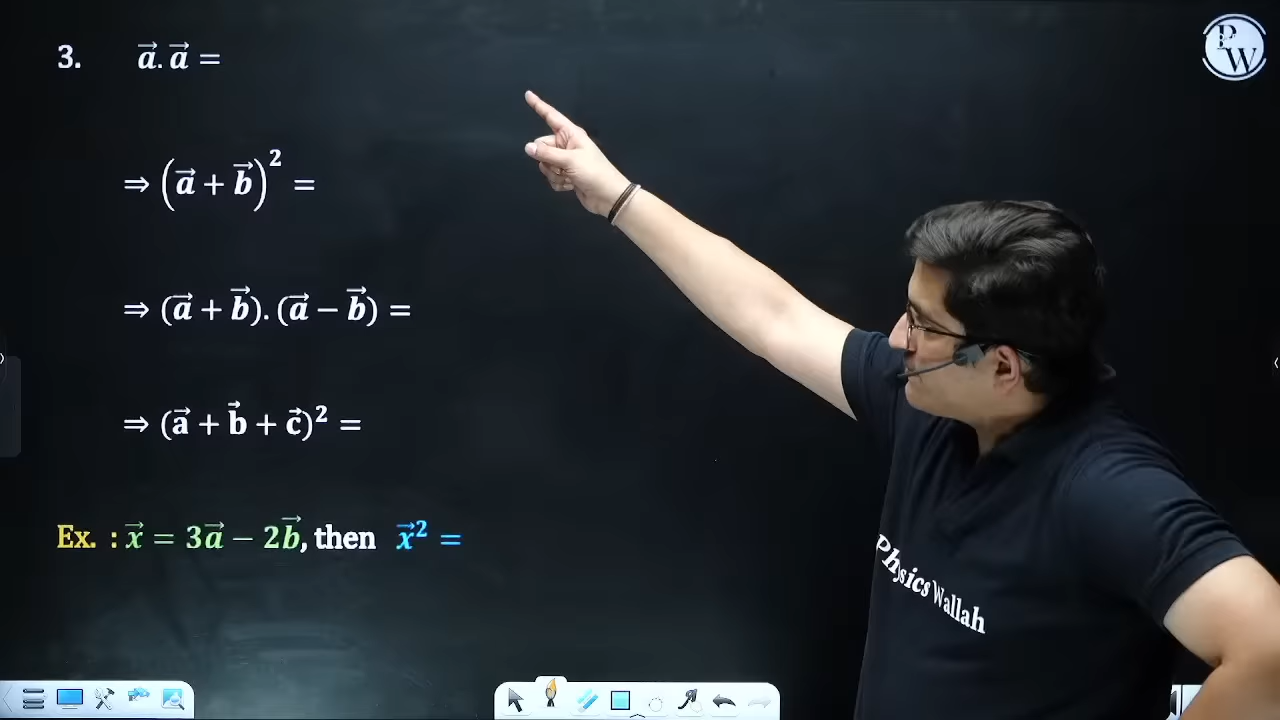 PW
3. a⃗. a⃗ =
⇒ (a⃗ + b⃗)² =
⇒ (a⃗ + b⃗). (a⃗ − b⃗) =
⇒ (a⃗ + b⃗ + c⃗)² =
Ex. : x⃗ = 3a⃗ − 2b⃗, then x⃗² =
Physics Wallah